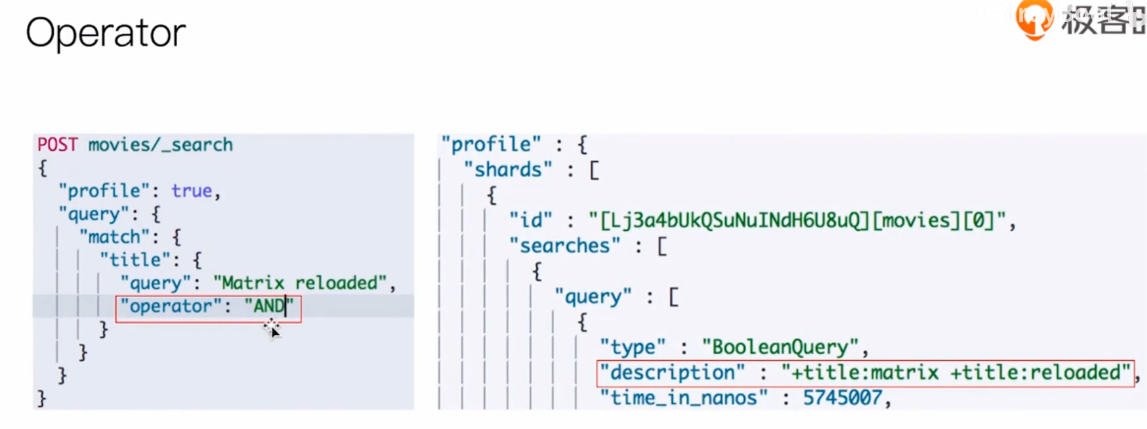 Operator
极客
POST movies/_search
{
"profile": true,
"query": {
"match": {
"title": {
"query": "Matrix reloaded",
"operator": "AND"
}
}
}
}
"profile" : {
"shards" : [
{
"id" : "[Lj3a4bUkQSuNuINdH6U8uQ][movies][0]",
"searches" : [
{
"query" : [
{
"type" : "BooleanQuery",
"description" : "+title:matrix +title:reloaded",
"time_in_nanos" : 5745007,